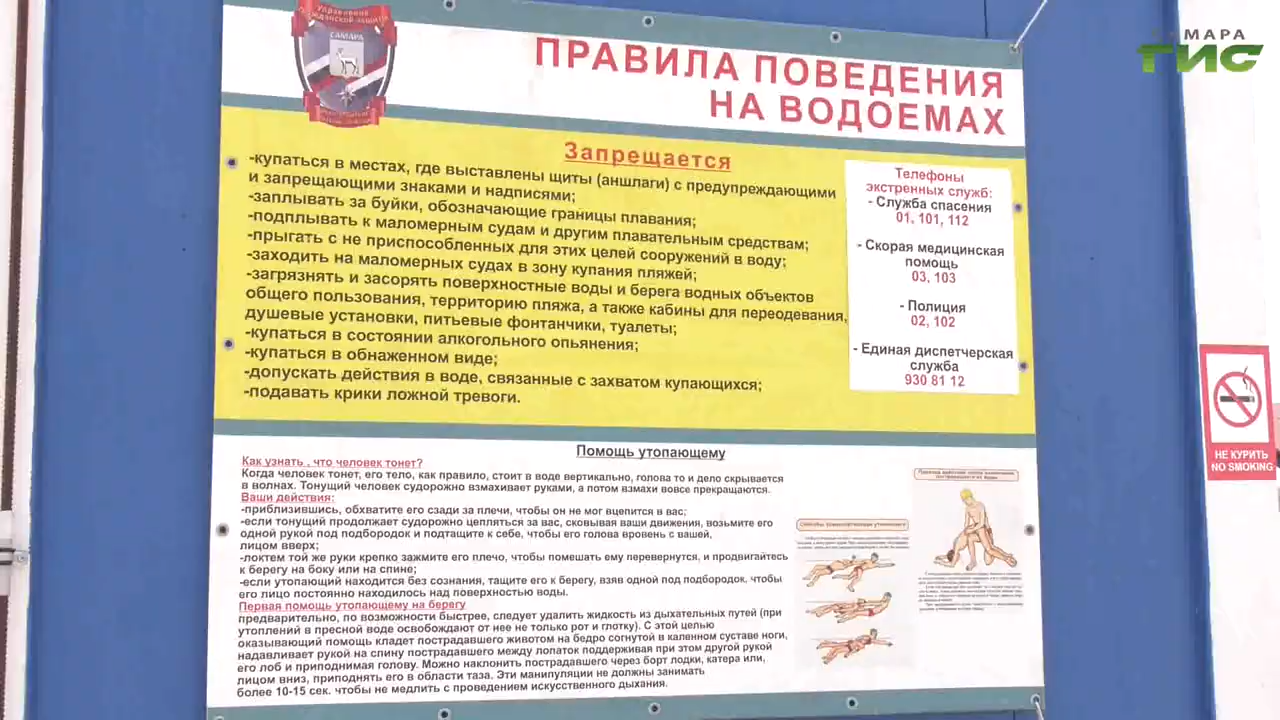 Управление
гражданской защиты
САМАРА
ПРАВИЛА ПОВЕДЕНИЯ
НА ВОДОЕМАХ
САМАРА
ГИС
Запрещается
-купаться в местах, где выставлены щиты (аншлаги) с предупреждающими
и запрещающими знаками и надписями;
-заплывать за буйки, обозначающие границы плавания;
-подплывать к маломерным судам и другим плавательным средствам;
-прыгать с не приспособленных для этих целей сооружений в воду;
-заходить на маломерных судах в зону купания пляжей;
-загрязнять и засорять поверхностные воды и берега водных объектов
общего пользования, территорию пляжа, а также кабины для переодевания,
душевые установки, питьевые фонтанчики, туалеты;
-купаться в состоянии алкогольного опьянения;
-купаться в обнаженном виде;
-допускать действия в воде, связанные с захватом купающихся;
-подавать крики ложной тревоги.
Телефоны
экстренных служб:
- Служба спасения
01, 101, 112
- Скорая медицинская
помощь
03, 103
- Полиция
02, 102
- Единая диспетчерская
служба
930 81 12
НЕ КУРИТЬ
NO SMOKING
Помощь утопающему
Как узнать , что человек тонет?
Когда человек тонет, его тело, как правило, стоит в воде вертикально, голова то и дело скрывается
в волнах. Тонущий человек судорожно взмахивает руками, а потом взмахи вовсе прекращаются.
Ваши действия:
-приблизившись, обхватите его сзади за плечи, чтобы он не мог вцепится в вас;
-если тонущий продолжает судорожно цепляться за вас, сковывая ваши движения, возьмите его
одной рукой под подбородок и подтащите к себе, чтобы его голова вровень с вашей,
лицом вверх;
-локтем той же руки крепко зажмите его плечо, чтобы помешать ему перевернутся. и продвигайтесь
к берегу на боку или на спине;
-если утопающий находится без сознания, тащите его к берегу, взяв одной под подбородок, чтобы
его лицо постоянно находилось над поверхностью воды.
Первая помощь утопающему на берегу
предварительно, по возможности быстрее, следует удалить жидкость из дыхательных путей (при
утоплений в пресной воде освобождают от нее не только рот и глотку). С этой целью
оказывающий помощь кладет пострадавшего животом на бедро согнутой в каленном суставе ноги,
надавливает рукой на спину пострадавшего между лопаток поддерживая при этом другой рукой
его лоб и приподнимая голову. Можно наклонить пострадавшего через борт лодки, катера или,
лицом вниз, приподнять его в области таза. Эти манипуляции не должны занимать
более 10-15 сек. чтобы не медлить с проведением искусственного дыхания.
Способы транспортировки утопающего